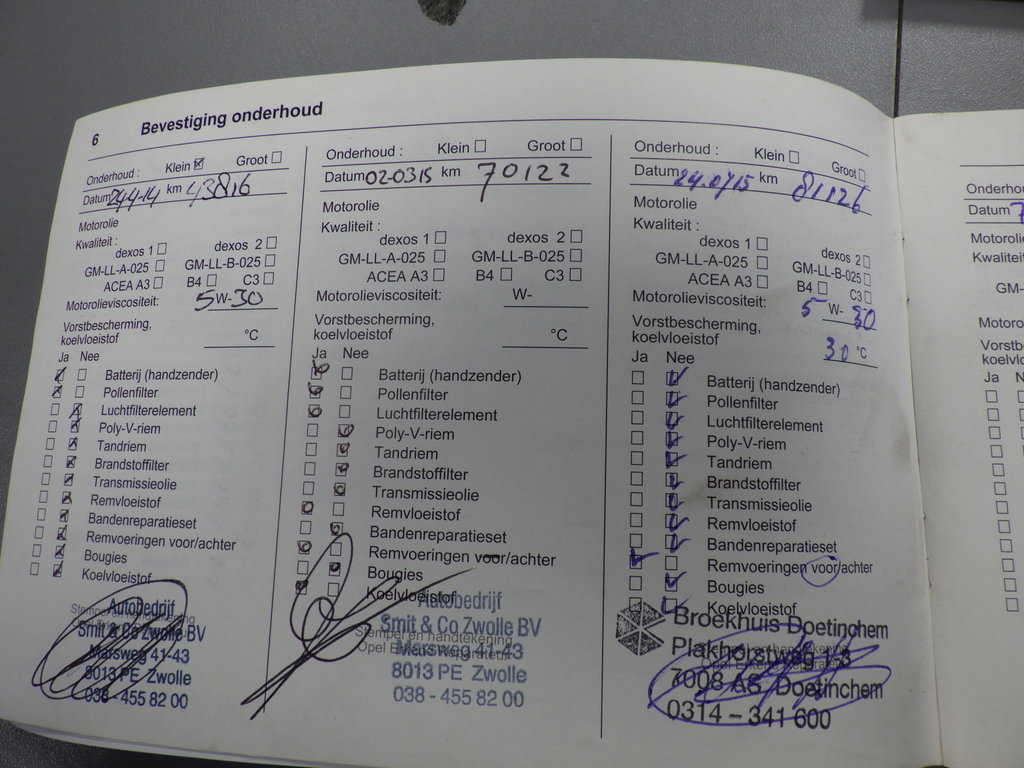 6 Bevestiging onderhoud
Onderhoud : Klein Groot
Datum 24-4-14 km 43816
Motorolie
Kwaliteit :
dexos 1 dexos 2
GM-LL-A-025 GM-LL-B-025
ACEA A3 B4 C3
Motorolieviscositeit: 5 W- 30
Vorstbescherming,
koelvloeistof °C
Ja Nee
Batterij (handzender)
Pollenfilter
Luchtfilterelement
Poly-V-riem
Tandriem
Brandstoffilter
Transmissieolie
Remvloeistof
Bandenreparatieset
Remvoeringen voor/achter
Bougies
Koelvloeistof
Autobedrijf
Smit & Co Zwolle BV
Marsweg 41-43
8013 PE Zwolle
038 - 455 82 00
Onderhoud : Klein Groot
Datum 02-03 15 km 70122
Motorolie
Kwaliteit :
dexos 1 dexos 2
GM-LL-A-025 GM-LL-B-025
ACEA A3 B4 C3
Motorolieviscositeit: W-
Vorstbescherming,
koelvloeistof °C
Ja Nee
Batterij (handzender)
Pollenfilter
Luchtfilterelement
Poly-V-riem
Tandriem
Brandstoffilter
Transmissieolie
Remvloeistof
Bandenreparatieset
Remvoeringen voor/achter
Bougies
Koelvloeistof
Stempel en handtekening
Autobedrijf
Smit & Co Zwolle BV
Marsweg 41-43
8013 PE Zwolle
038 - 455 82 00
Onderhoud : Klein Groot
Datum 24.07 15 km 81126
Motorolie
Kwaliteit :
dexos 1 dexos 2
GM-LL-A-025 GM-LL-B-025
ACEA A3 B4 C3
Motorolieviscositeit: 5 W- 30
Vorstbescherming,
koelvloeistof 30 °C
Ja Nee
Batterij (handzender)
Pollenfilter
Luchtfilterelement
Poly-V-riem
Tandriem
Brandstoffilter
Transmissieolie
Remvloeistof
Bandenreparatieset
Remvoeringen voor/achter
Bougies
Koelvloeistof
Broekhuis Doetinchem
Plakhorstweg 1-3
7008 AS Doetinchem
0314 - 341 600
Datum 7
Ja